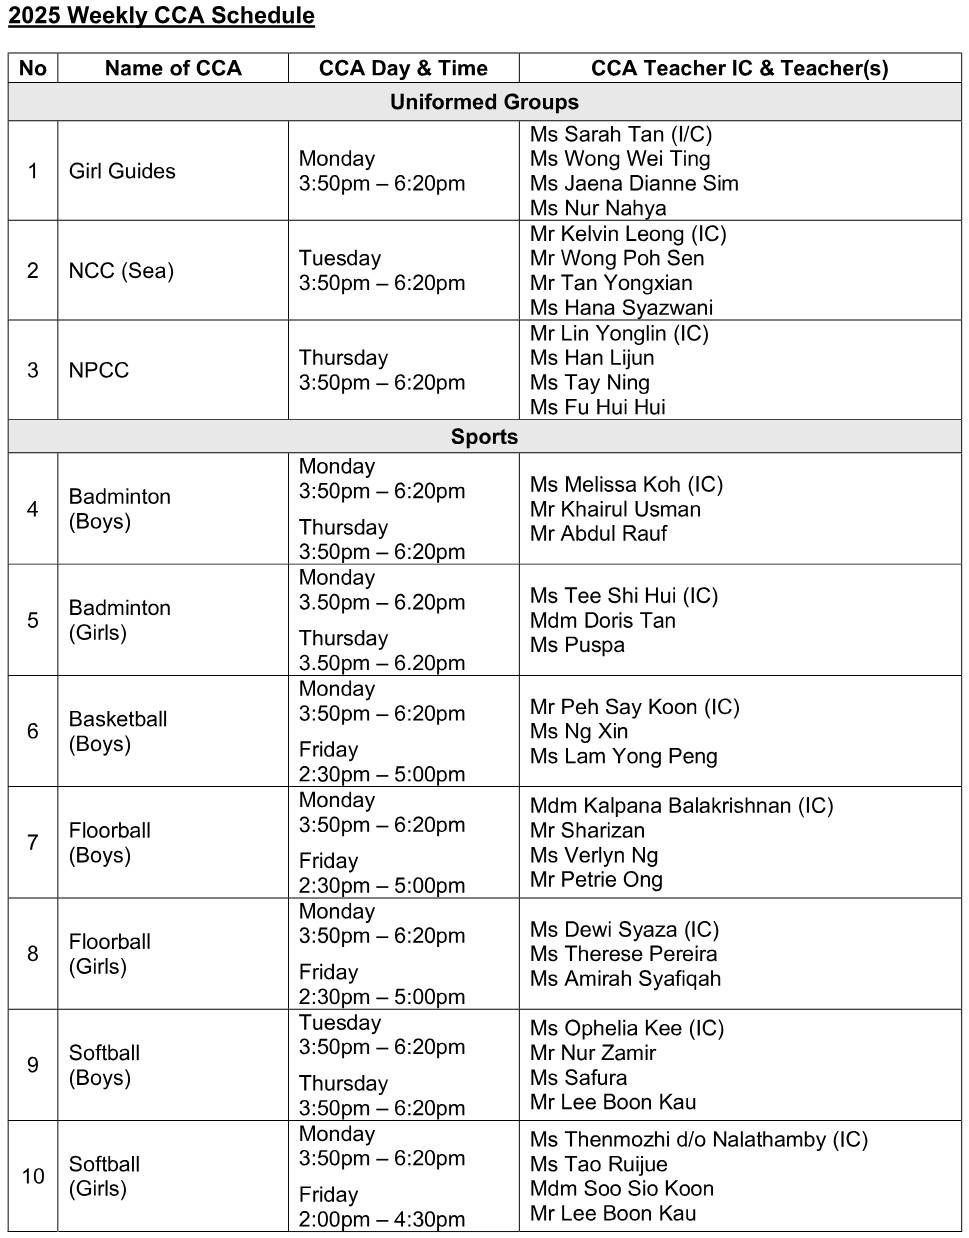 2025 Weekly CCA Schedule
No Name of CCA CCA Day & Time CCA Teacher IC & Teacher(s)
Uniformed Groups
1
Girl Guides
Monday
3:50pm – 6:20pm
Ms Sarah Tan (I/C)
Ms Wong Wei Ting
Ms Jaena Dianne Sim
Ms Nur Nahya
2
NCC (Sea)
Tuesday
3:50pm – 6:20pm
Mr Kelvin Leong (IC)
Mr Wong Poh Sen
Mr Tan Yongxian
Ms Hana Syazwani
3
NPCC
Thursday
3:50pm – 6:20pm
Mr Lin Yonglin (IC)
Ms Han Lijun
Ms Tay Ning
Ms Fu Hui Hui
Sports
4
Badminton
(Boys)
Monday
3:50pm – 6:20pm
Thursday
3:50pm – 6:20pm
Ms Melissa Koh (IC)
Mr Khairul Usman
Mr Abdul Rauf
5
Badminton
(Girls)
Monday
3.50pm – 6.20pm
Thursday
3.50pm – 6.20pm
Ms Tee Shi Hui (IC)
Mdm Doris Tan
Ms Puspa
6
Basketball
(Boys)
Monday
3:50pm – 6:20pm
Friday
2:30pm – 5:00pm
Mr Peh Say Koon (IC)
Ms Ng Xin
Ms Lam Yong Peng
7
Floorball
(Boys)
Monday
3:50pm – 6:20pm
Friday
2:30pm – 5:00pm
Mdm Kalpana Balakrishnan (IC)
Mr Sharizan
Ms Verlyn Ng
Mr Petrie Ong
8
Floorball
(Girls)
Monday
3:50pm – 6:20pm
Friday
2:30pm – 5:00pm
Ms Dewi Syaza (IC)
Ms Therese Pereira
Ms Amirah Syafiqah
9
Softball
(Boys)
Tuesday
3:50pm – 6:20pm
Thursday
3:50pm – 6:20pm
Ms Ophelia Kee (IC)
Mr Nur Zamir
Ms Safura
Mr Lee Boon Kau
10
Softball
(Girls)
Monday
3:50pm – 6:20pm
Friday
2:00pm – 4:30pm
Ms Thenmozhi d/o Nalathamby (IC)
Ms Tao Ruijue
Mdm Soo Sio Koon
Mr Lee Boon Kau